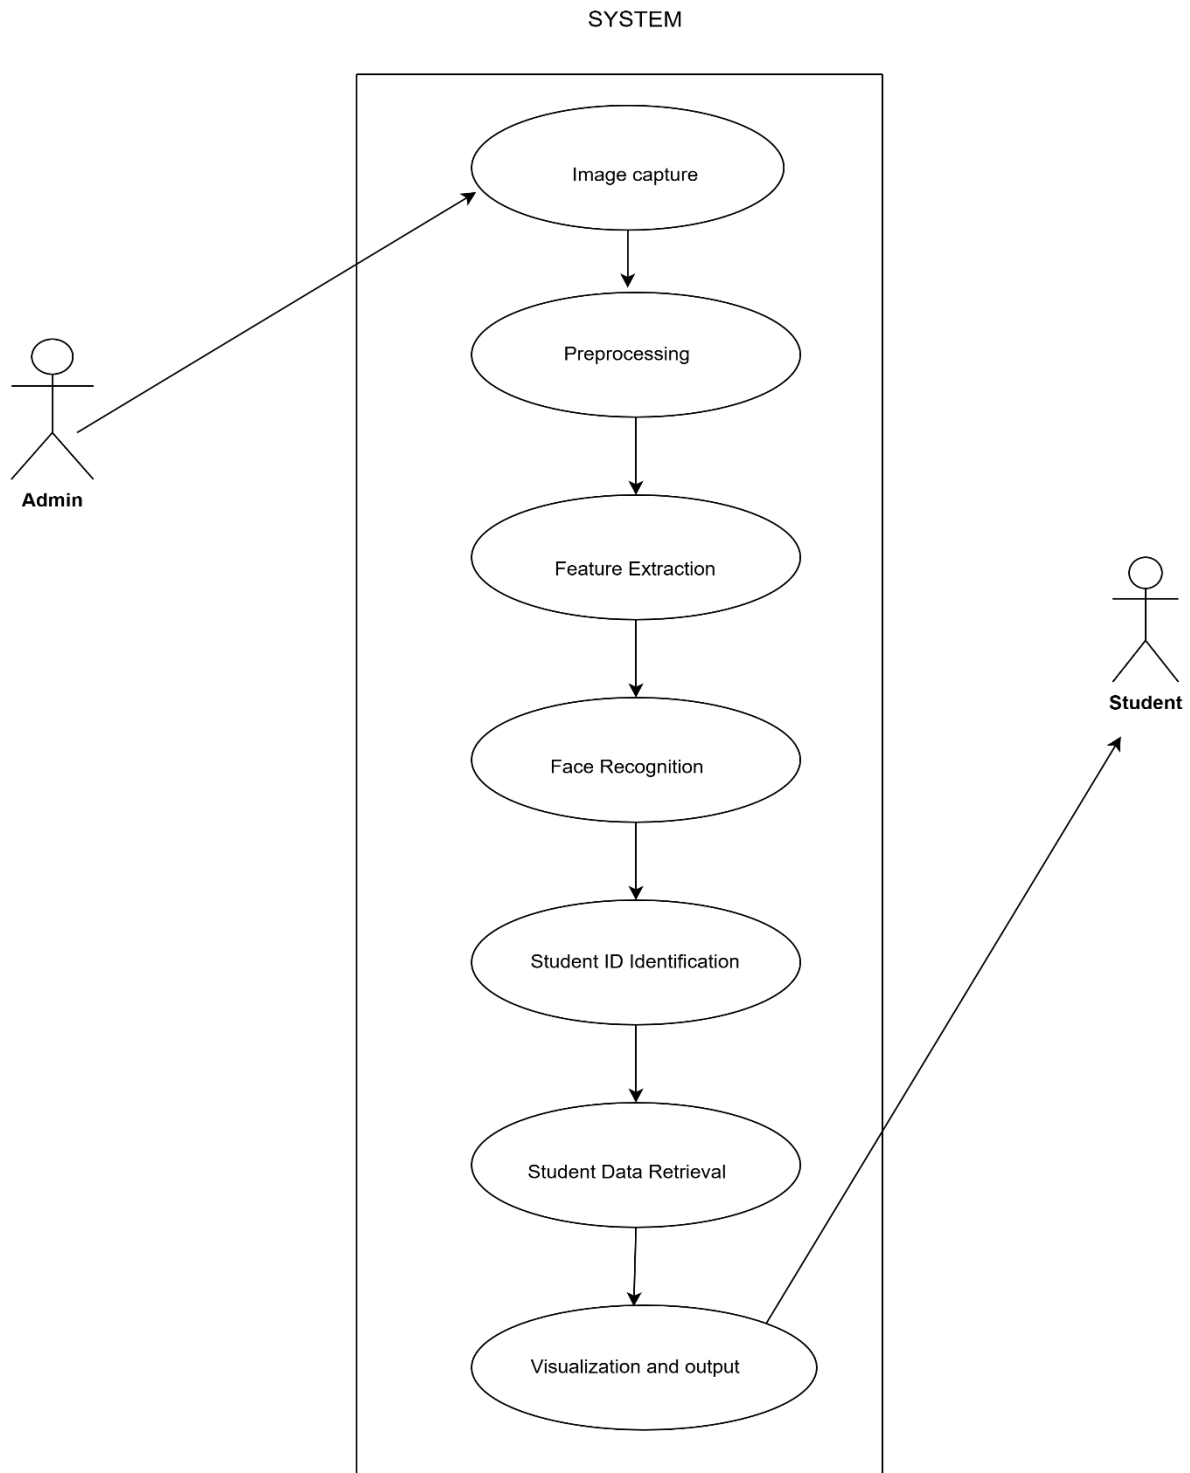 SYSTEM
Image capture
Preprocessing
Admin
Feature Extraction
Student
Face Recognition
Student ID Identification
Student Data Retrieval
Visualization and output